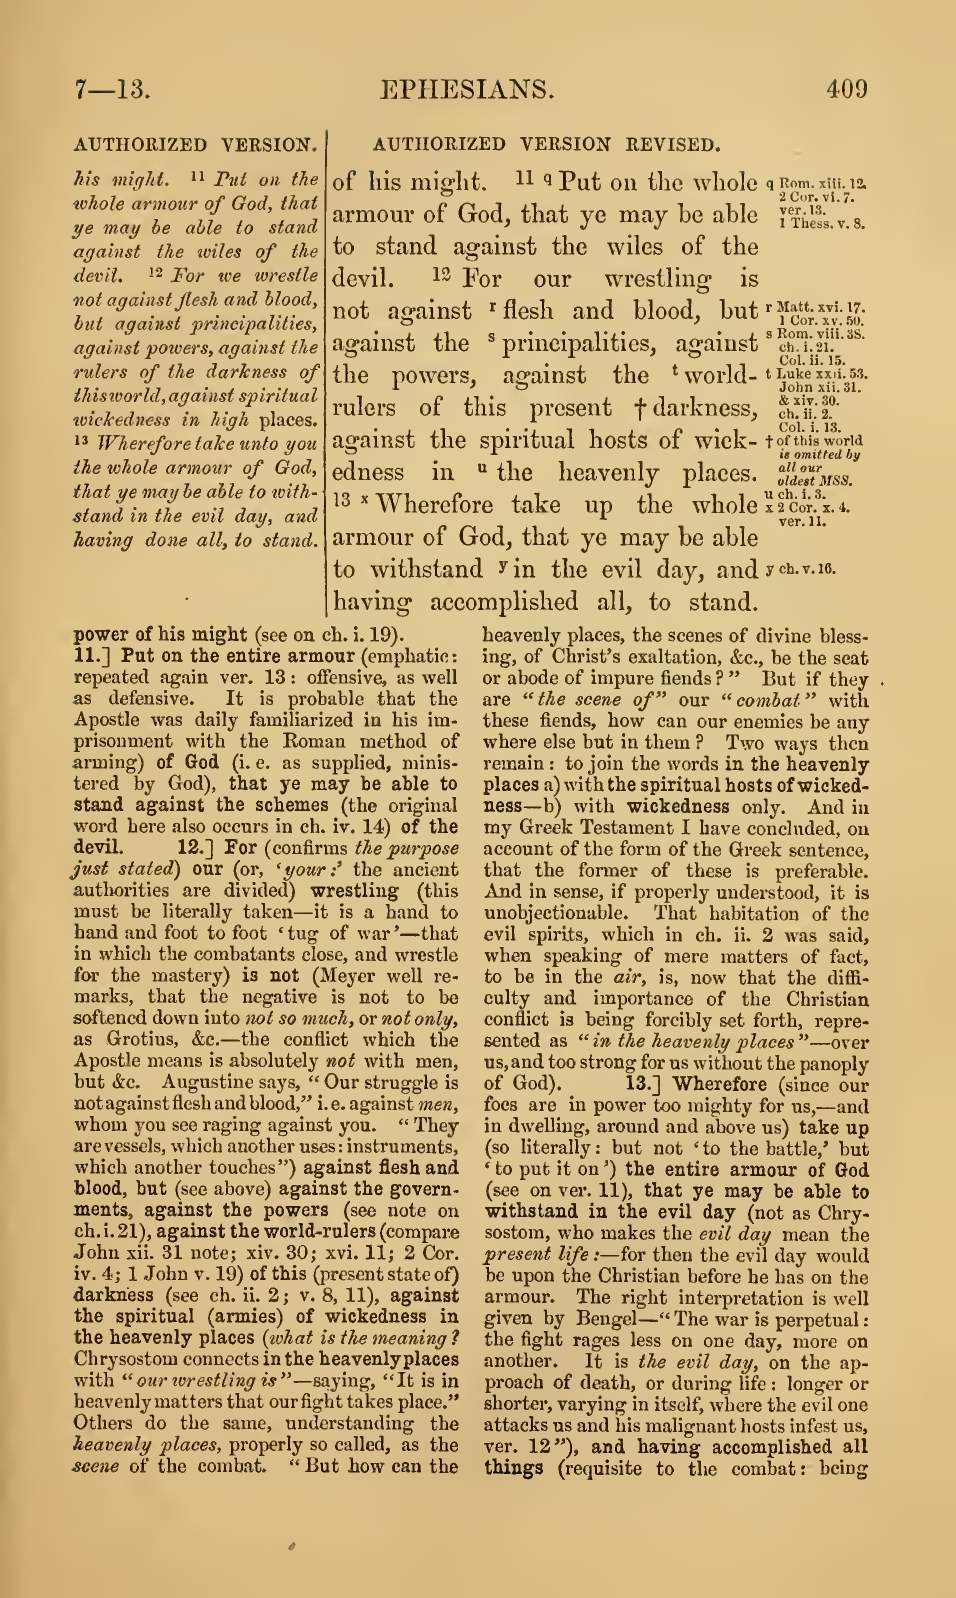 7—13.
EPHESIANS.
409
AUTHORIZED VERSION.
his might. 11 Put on the
whole armour of God, that
ye may be able to stand
against the wiles of the
devil. 12 For we wrestle
not against flesh and blood,
but against principalities,
against powers, against the
rulers of the darkness of
this world, against spiritual
wickedness in high places.
13 Wherefore take unto you
the whole armour of God,
that ye may be able to with-
stand in the evil day, and
having done all, to stand.
AUTHORIZED VERSION REVISED.
of his might. 11 q Put on the whole
armour of God, that ye may be able
to stand against the wiles of the
devil. 12 For our wrestling is
not against r flesh and blood, but
against the s principalities, against
the powers, against the t world-
rulers of this present † darkness,
against the spiritual hosts of wick-
edness in u the heavenly places.
13 x Wherefore take up the whole
armour of God, that ye may be able
to withstand y in the evil day, and
having accomplished all, to stand.
q Rom. xiii. 12.
2 Cor. vi. 7.
ver. 13.
1 Thess. v. 8.
r Matt. xvi. 17.
1 Cor. xv. 50.
s Rom. viii. 38.
ch. i. 21.
Col. ii. 15.
t Luke xxii. 53.
John xii. 31.
& xiv. 30.
ch. ii. 2.
Col. i. 13.
† of this world
is omitted by
all our
oldest MSS.
u ch. i. 3.
x 2 Cor. x. 4.
ver. 11.
y ch. v. 16.
power of his might (see on ch. i. 19).
11.] Put on the entire armour (emphatic:
repeated again ver. 13: offensive, as well
as defensive. It is probable that the
Apostle was daily familiarized in his im-
prisonment with the Roman method of
arming) of God (i. e. as supplied, minis-
tered by God), that ye may be able to
stand against the schemes (the original
word here also occurs in ch. iv. 14) of the
devil. 12.] For (confirms the purpose
just stated) our (or, ‘your:’ the ancient
authorities are divided) wrestling (this
must be literally taken—it is a hand to
hand and foot to foot ‘tug of war’—that
in which the combatants close, and wrestle
for the mastery) is not (Meyer well re-
marks, that the negative is not to be
softened down into not so much, or not only,
as Grotius, &c.—the conflict which the
Apostle means is absolutely not with men,
but &c. Augustine says, “Our struggle is
not against flesh and blood,” i. e. against men,
whom you see raging against you. “They
are vessels, which another uses: instruments,
which another touches”) against flesh and
blood, but (see above) against the govern-
ments, against the powers (see note on
ch. i. 21), against the world-rulers (compare
John xii. 31 note; xiv. 30; xvi. 11; 2 Cor.
iv. 4; 1 John v. 19) of this (present state of)
darkness (see ch. ii. 2; v. 8, 11), against
the spiritual (armies) of wickedness in
the heavenly places (what is the meaning?
Chrysostom connects in the heavenly places
with “our wrestling is”—saying, “It is in
heavenly matters that our fight takes place.”
Others do the same, understanding the
heavenly places, properly so called, as the
scene of the combat. “But how can the
heavenly places, the scenes of divine bless-
ing, of Christ’s exaltation, &c., be the seat
or abode of impure fiends?” But if they
are “the scene of” our “combat” with
these fiends, how can our enemies be any
where else but in them? Two ways then
remain: to join the words in the heavenly
places a) with the spiritual hosts of wicked-
ness—b) with wickedness only. And in
my Greek Testament I have concluded, on
account of the form of the Greek sentence,
that the former of these is preferable.
And in sense, if properly understood, it is
unobjectionable. That habitation of the
evil spirits, which in ch. ii. 2 was said,
when speaking of mere matters of fact,
to be in the air, is, now that the diffi-
culty and importance of the Christian
conflict is being forcibly set forth, repre-
sented as “in the heavenly places”—over
us, and too strong for us without the panoply
of God). 13.] Wherefore (since our
foes are in power too mighty for us,—and
in dwelling, around and above us) take up
(so literally: but not ‘to the battle,’ but
‘to put it on’) the entire armour of God
(see on ver. 11), that ye may be able to
withstand in the evil day (not as Chry-
sostom, who makes the evil day mean the
present life:—for then the evil day would
be upon the Christian before he has on the
armour. The right interpretation is well
given by Bengel—“The war is perpetual:
the fight rages less on one day, more on
another. It is the evil day, on the ap-
proach of death, or during life: longer or
shorter, varying in itself, where the evil one
attacks us and his malignant hosts infest us,
ver. 12”), and having accomplished all
things (requisite to the combat: being